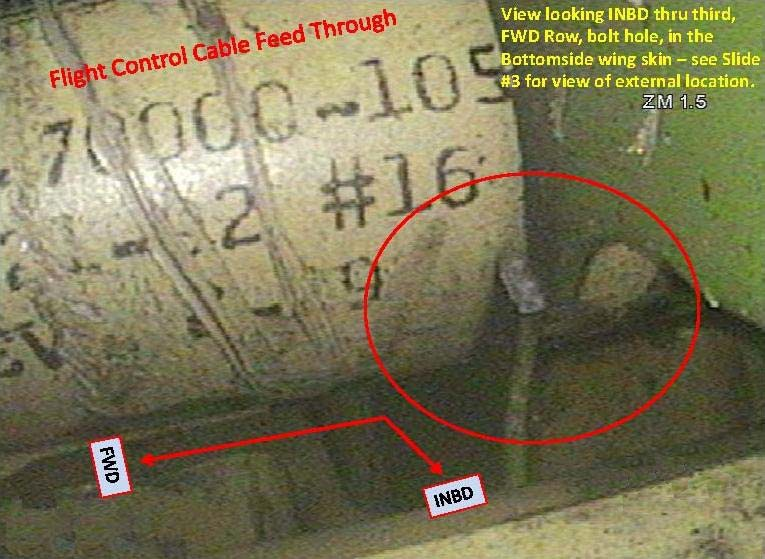 Flight Control Cable Feed Through
View looking INBD thru third,
FWD Row, bolt hole, in the
Bottomside wing skin – see Slide
#3 for view of external location.
ZM 1.5
70000-105
2 #16
FWD
INBD